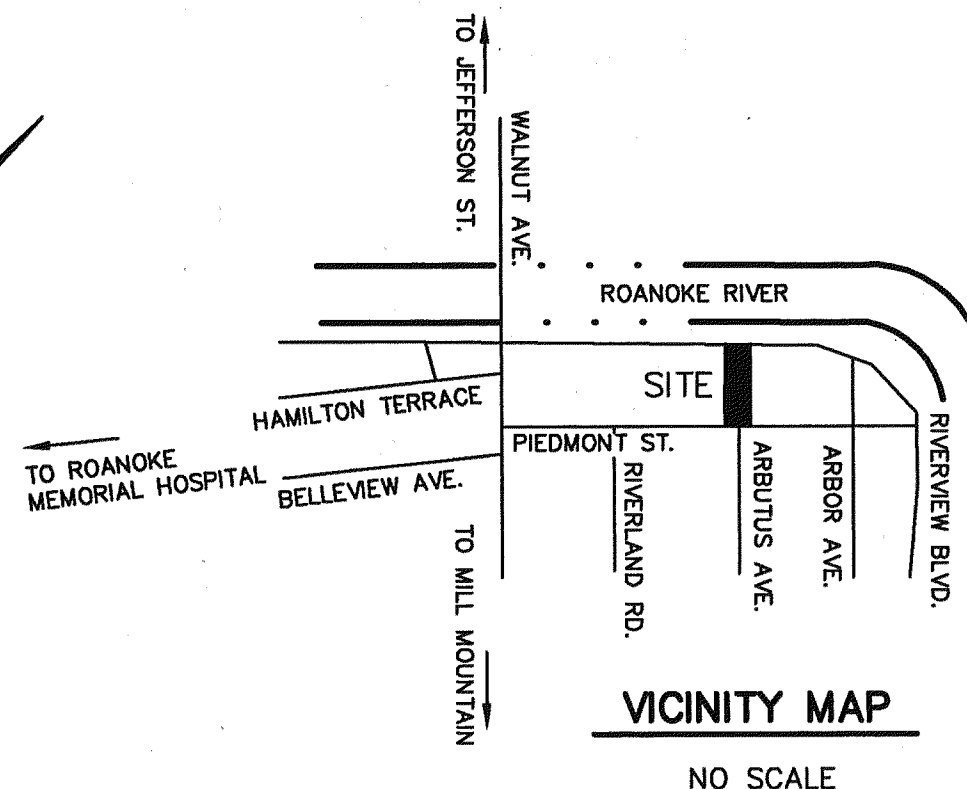 TO JEFFERSON ST.
WALNUT AVE.
ROANOKE RIVER
SITE
HAMILTON TERRACE
PIEDMONT ST.
TO ROANOKE
MEMORIAL HOSPITAL
BELLEVIEW AVE.
RIVERLAND RD.
ARBUTUS AVE.
ARBOR AVE.
RIVERVIEW BLVD.
TO MILL MOUNTAIN
VICINITY MAP
NO SCALE